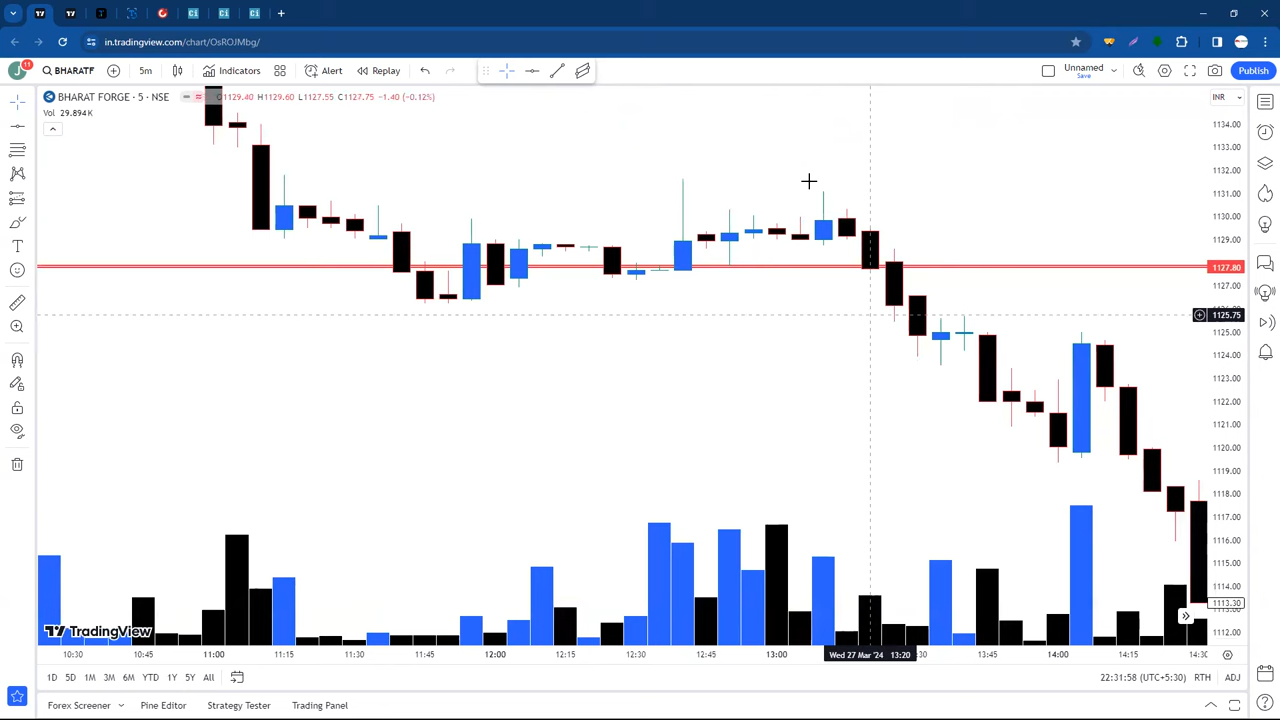 in.tradingview.com/chart/OsROJMbg/
J 11 BHARATF 5m Indicators Alert Replay Unnamed Save Publish
BHARAT FORGE · 5 · NSE O1129.40 H1129.60 L1127.55 C1127.75 −1.40 (−0.12%) INR
Vol 29.894K
1134.00
1133.00
1132.00
1131.00
1130.00
1129.00
1127.80
1127.00
1125.75
1125.00
1124.00
1123.00
1122.00
1121.00
1120.00
1119.00
1118.00
1117.00
1116.00
1115.00
1114.00
1113.30
1112.00
TradingView
10:30 10:45 11:00 11:15 11:30 11:45 12:00 12:15 12:30 12:45 13:00 Wed 27 Mar '24 13:20 :30 13:45 14:00 14:15 14:30
1D 5D 1M 3M 6M YTD 1Y 5Y All 22:31:58 (UTC+5:30) RTH ADJ
Forex Screener Pine Editor Strategy Tester Trading Panel